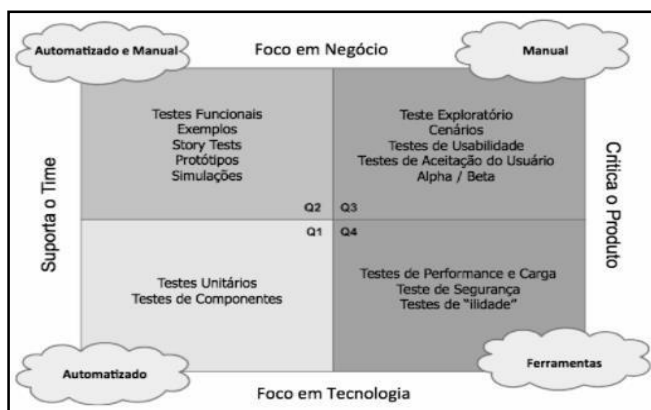 Automatizado e Manual
Foco em Negócio
Manual
Suporta o Time
Testes Funcionais
Exemplos
Story Tests
Protótipos
Simulações
Q2
Teste Exploratório
Cenários
Testes de Usabilidade
Testes de Aceitação do Usuário
Alpha / Beta
Q3
Critica o Produto
Q1
Testes Unitários
Testes de Componentes
Q4
Testes de Performance e Carga
Teste de Segurança
Testes de "ilidade"
Automatizado
Foco em Tecnologia
Ferramentas